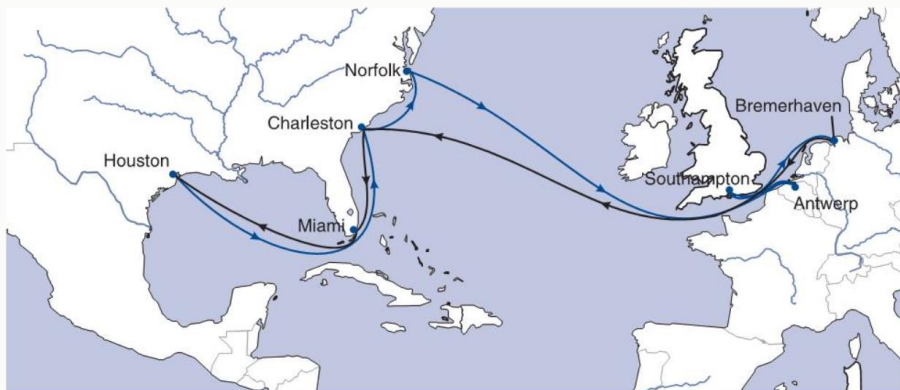 Norfolk
Bremerhaven
Charleston
Houston
Southampton
Antwerp
Miami